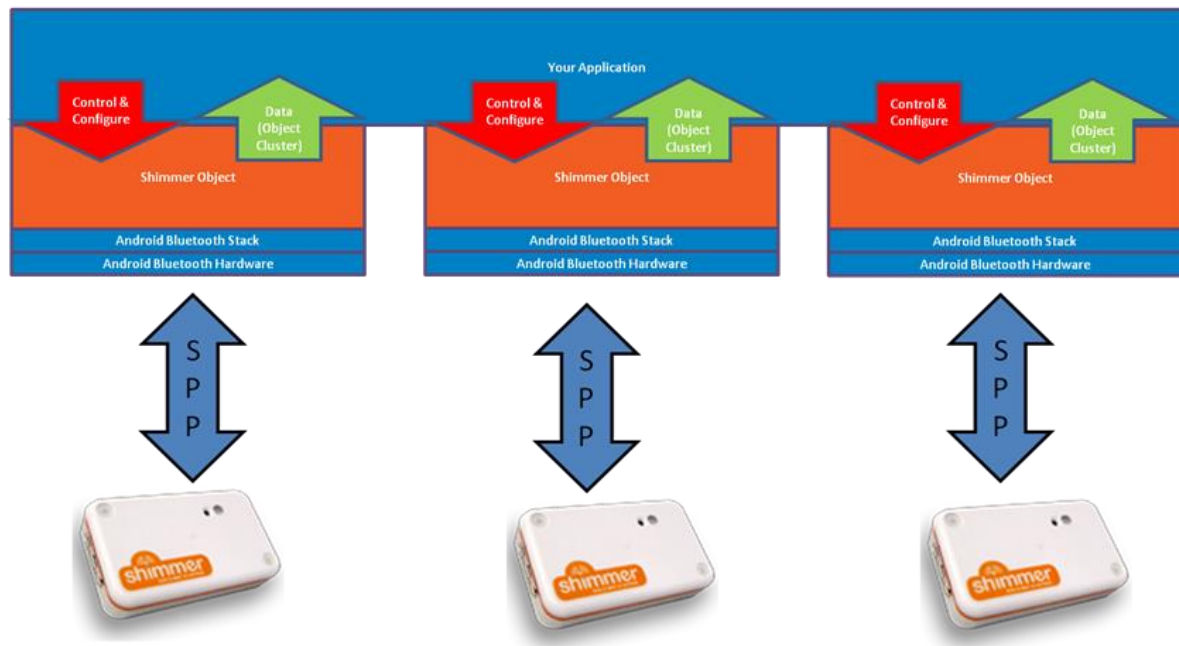 Your Application
Control &
Configure
Data
(Object
Cluster)
Control &
Configure
Data
(Object
Cluster)
Control &
Configure
Data
(Object
Cluster)
Shimmer Object
Shimmer Object
Shimmer Object
Android Bluetooth Stack
Android Bluetooth Stack
Android Bluetooth Stack
Android Bluetooth Hardware
Android Bluetooth Hardware
Android Bluetooth Hardware
S
P
P
S
P
P
S
P
P
shimmer
shimmer
shimmer